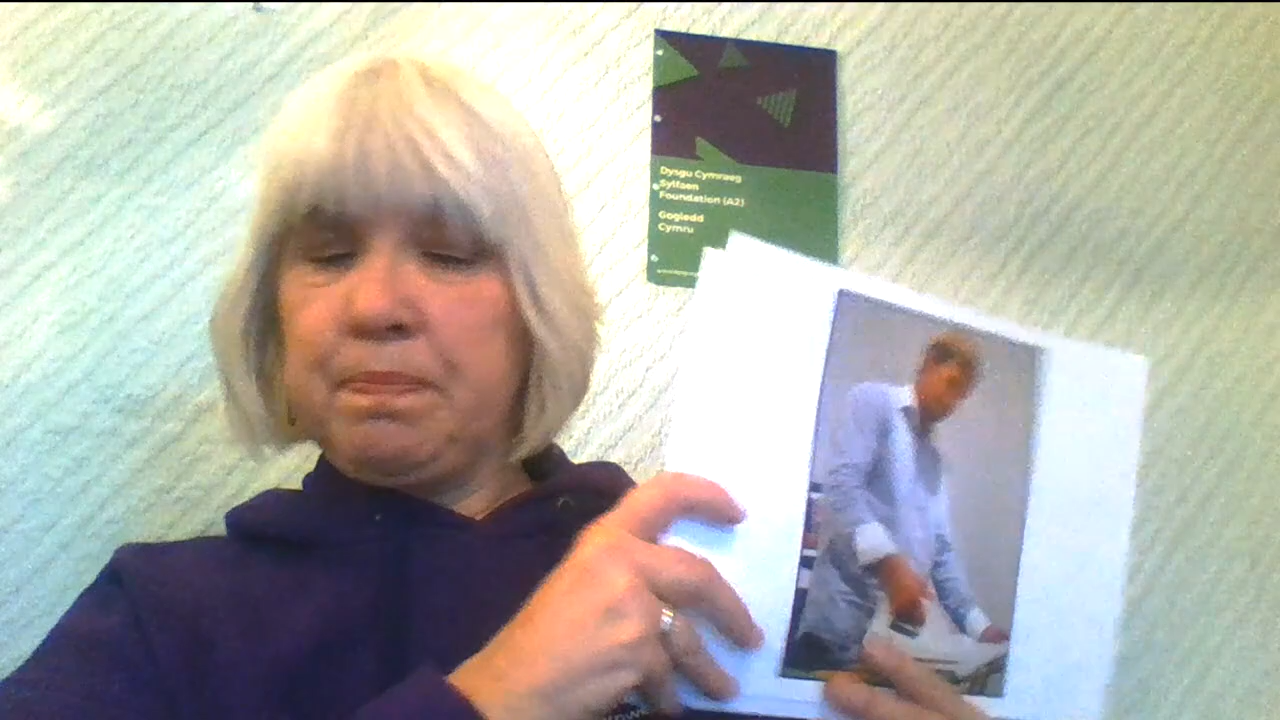 Dysgu Cymraeg
Sylfaen
Foundation (A2)
Gogledd
Cymru